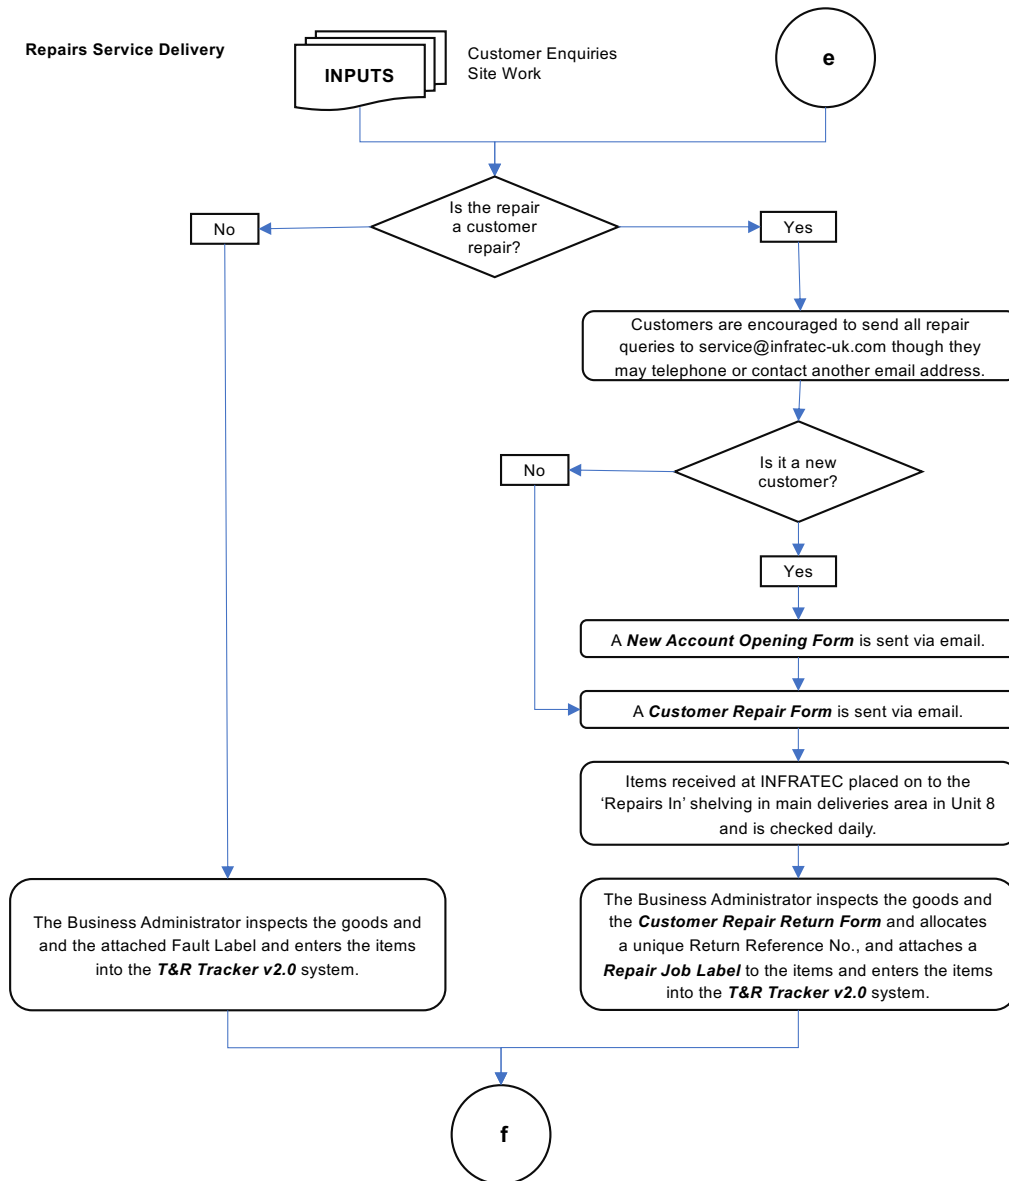 Repairs Service Delivery
INPUTS
Customer Enquiries
Site Work
e
Is the repair
a customer
repair?
No
Yes
Customers are encouraged to send all repair
queries to service@infratec-uk.com though they
may telephone or contact another email address.
Is it a new
customer?
No
Yes
A New Account Opening Form is sent via email.
A Customer Repair Form is sent via email.
Items received at INFRATEC placed on to the
‘Repairs In’ shelving in main deliveries area in Unit 8
and is checked daily.
The Business Administrator inspects the goods and
and the attached Fault Label and enters the items
into the T&R Tracker v2.0 system.
The Business Administrator inspects the goods and
the Customer Repair Return Form and allocates
a unique Return Reference No., and attaches a
Repair Job Label to the items and enters the items
into the T&R Tracker v2.0 system.
f